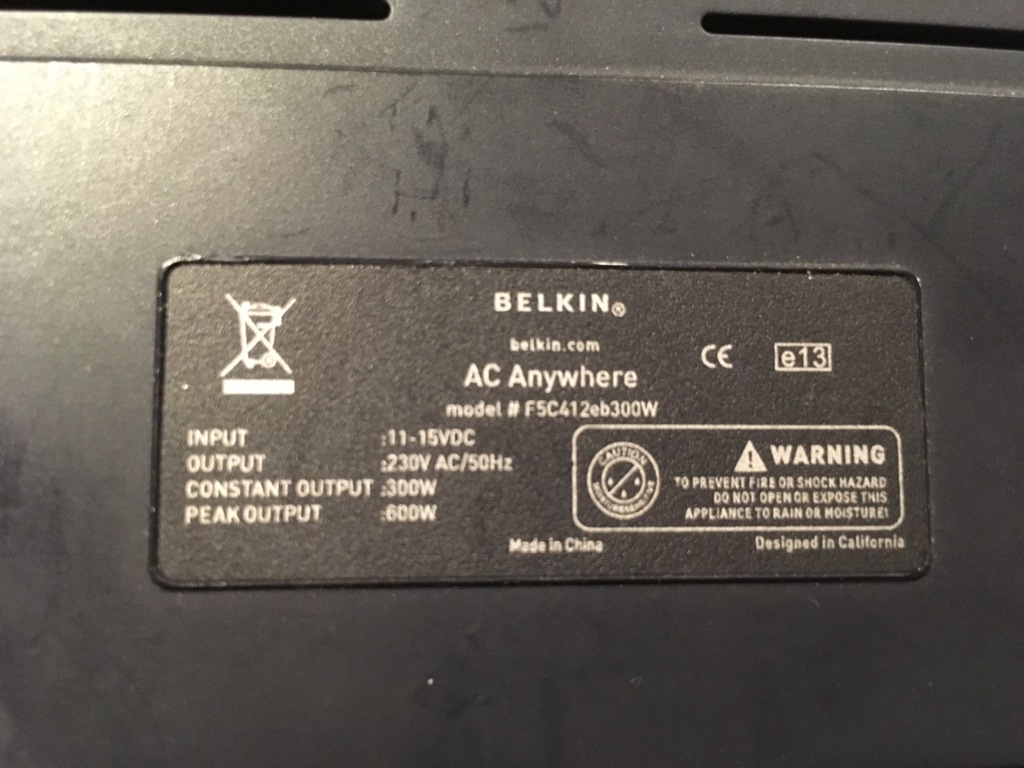 BELKIN®
belkin.com
AC Anywhere
model # F5C412eb300W
CE e13
INPUT :11-15VDC
OUTPUT :230V AC/50Hz
CONSTANT OUTPUT :300W
PEAK OUTPUT :600W
CAUTION
WARNING
TO PREVENT FIRE OR SHOCK HAZARD
DO NOT OPEN OR EXPOSE THIS
APPLIANCE TO RAIN OR MOISTURE!
Made in China
Designed in California